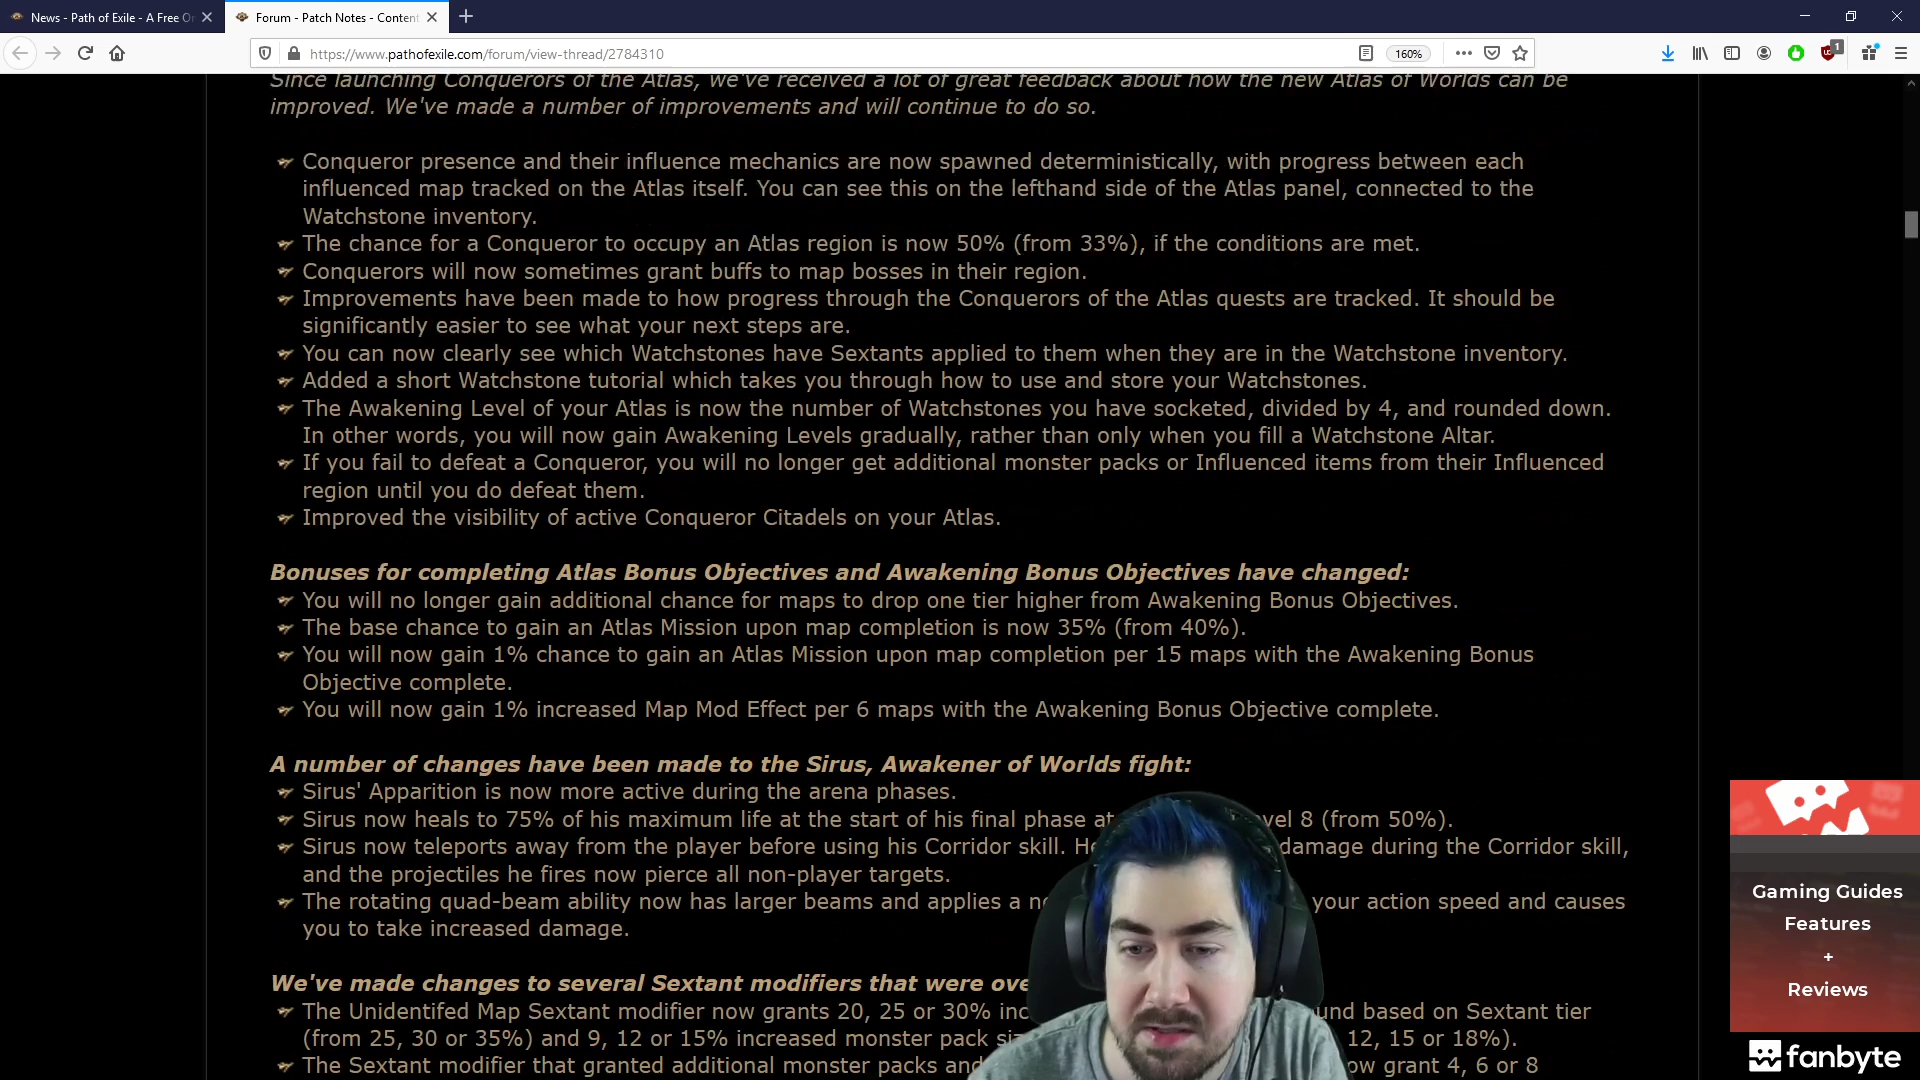 News - Path of Exile - A Free O
Forum - Patch Notes - Content
https://www.pathofexile.com/forum/view-thread/2784310
160%
1
Since launching Conquerors of the Atlas, we've received a lot of great feedback about how the new Atlas of Worlds can be
improved. We've made a number of improvements and will continue to do so.
Conqueror presence and their influence mechanics are now spawned deterministically, with progress between each
influenced map tracked on the Atlas itself. You can see this on the lefthand side of the Atlas panel, connected to the
Watchstone inventory.
The chance for a Conqueror to occupy an Atlas region is now 50% (from 33%), if the conditions are met.
Conquerors will now sometimes grant buffs to map bosses in their region.
Improvements have been made to how progress through the Conquerors of the Atlas quests are tracked. It should be
significantly easier to see what your next steps are.
You can now clearly see which Watchstones have Sextants applied to them when they are in the Watchstone inventory.
Added a short Watchstone tutorial which takes you through how to use and store your Watchstones.
The Awakening Level of your Atlas is now the number of Watchstones you have socketed, divided by 4, and rounded down.
In other words, you will now gain Awakening Levels gradually, rather than only when you fill a Watchstone Altar.
If you fail to defeat a Conqueror, you will no longer get additional monster packs or Influenced items from their Influenced
region until you do defeat them.
Improved the visibility of active Conqueror Citadels on your Atlas.
Bonuses for completing Atlas Bonus Objectives and Awakening Bonus Objectives have changed:
You will no longer gain additional chance for maps to drop one tier higher from Awakening Bonus Objectives.
The base chance to gain an Atlas Mission upon map completion is now 35% (from 40%).
You will now gain 1% chance to gain an Atlas Mission upon map completion per 15 maps with the Awakening Bonus
Objective complete.
You will now gain 1% increased Map Mod Effect per 6 maps with the Awakening Bonus Objective complete.
A number of changes have been made to the Sirus, Awakener of Worlds fight:
Sirus' Apparition is now more active during the arena phases.
Sirus now heals to 75% of his maximum life at the start of his final phase at vel 8 (from 50%).
Sirus now teleports away from the player before using his Corridor skill. H damage during the Corridor skill,
and the projectiles he fires now pierce all non-player targets.
The rotating quad-beam ability now has larger beams and applies a ne your action speed and causes
you to take increased damage.
We've made changes to several Sextant modifiers that were ove
The Unidentifed Map Sextant modifier now grants 20, 25 or 30% inc und based on Sextant tier
(from 25, 30 or 35%) and 9, 12 or 15% increased monster pack si 12, 15 or 18%).
The Sextant modifier that granted additional monster packs and ow grant 4, 6 or 8
Gaming Guides
Features
+
Reviews
fanbyte